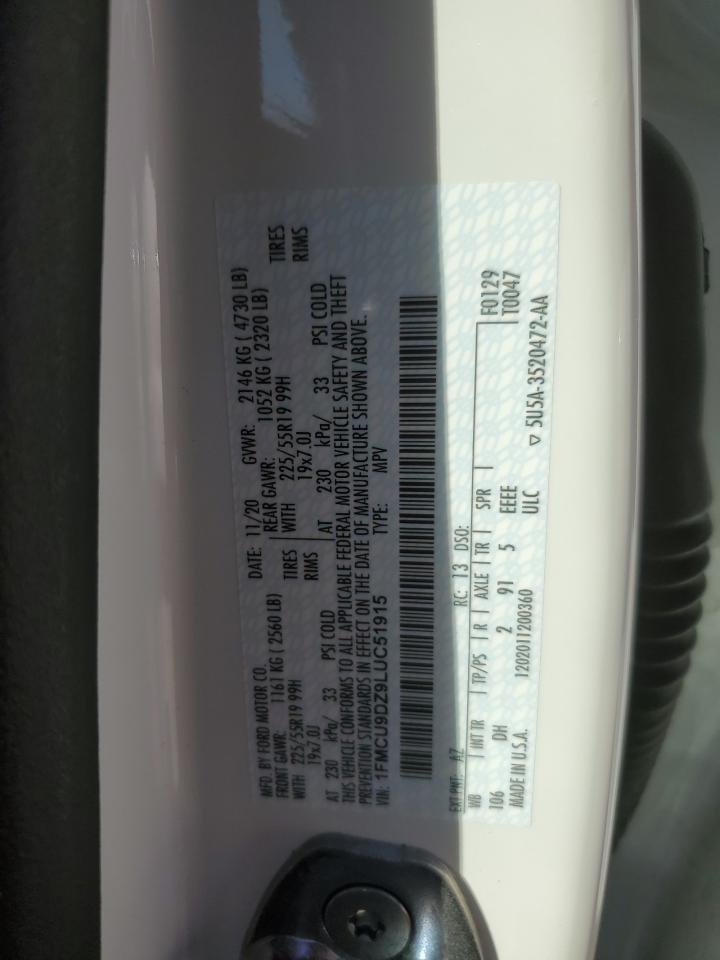 MFD. BY FORD MOTOR CO.
DATE: 11/20 GVWR: 2146 KG ( 4730 LB)
FRONT GAWR: 1161 KG ( 2560 LB) REAR GAWR: 1052 KG ( 2320 LB)
WITH 225/55R19 99H TIRES WITH 225/55R19 99H TIRES
19x7.0J RIMS 19x7.0J RIMS
AT 230 kPa/ 33 PSI COLD AT 230 kPa/ 33 PSI COLD
THIS VEHICLE CONFORMS TO ALL APPLICABLE FEDERAL MOTOR VEHICLE SAFETY AND THEFT
PREVENTION STANDARDS IN EFFECT ON THE DATE OF MANUFACTURE SHOWN ABOVE.
VIN: 1FMCU9DZ9LUC51915 TYPE: MPV
EXT PNT: AZ RC: 13 DSO:
WB INT TR TP/PS R AXLE TR SPR F0129
106 DH 2 91 5 EEEE T0047
MADE IN U.S.A. 1202011200360 ULC ▽ 5U5A-3520472-AA